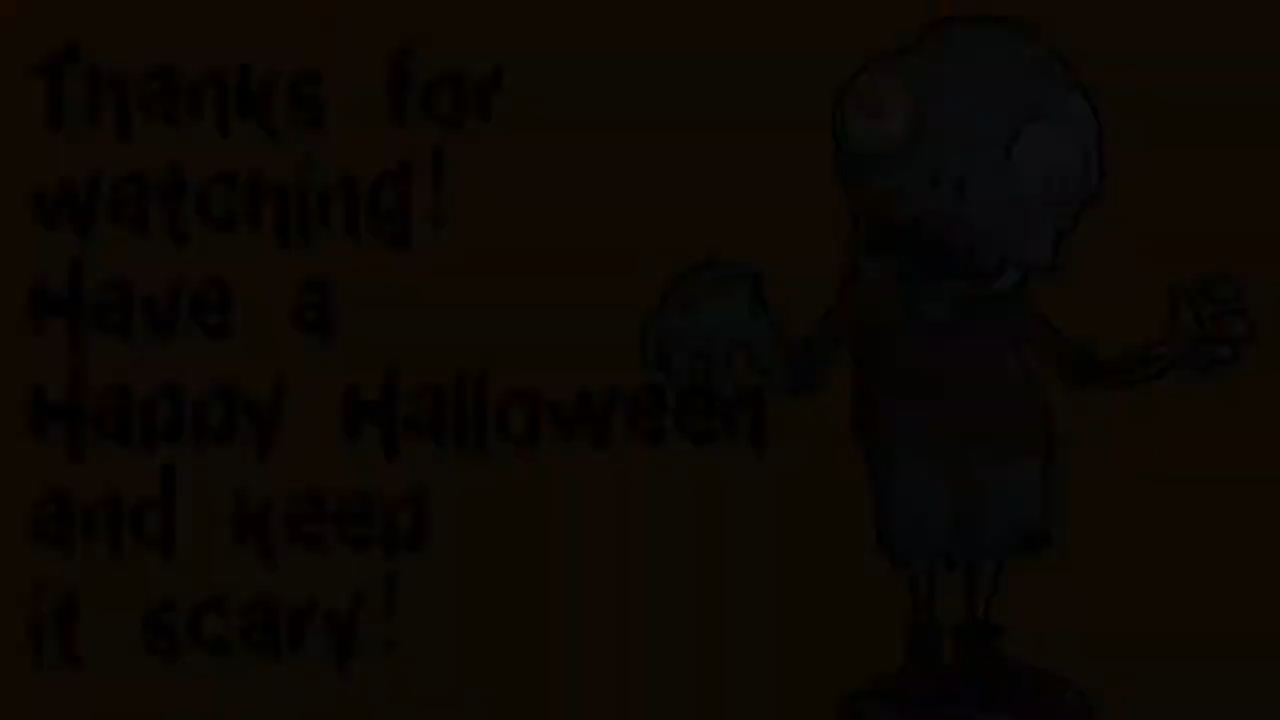 Thanks for
watching!
Have a
Happy Halloween
and keep
it scary!